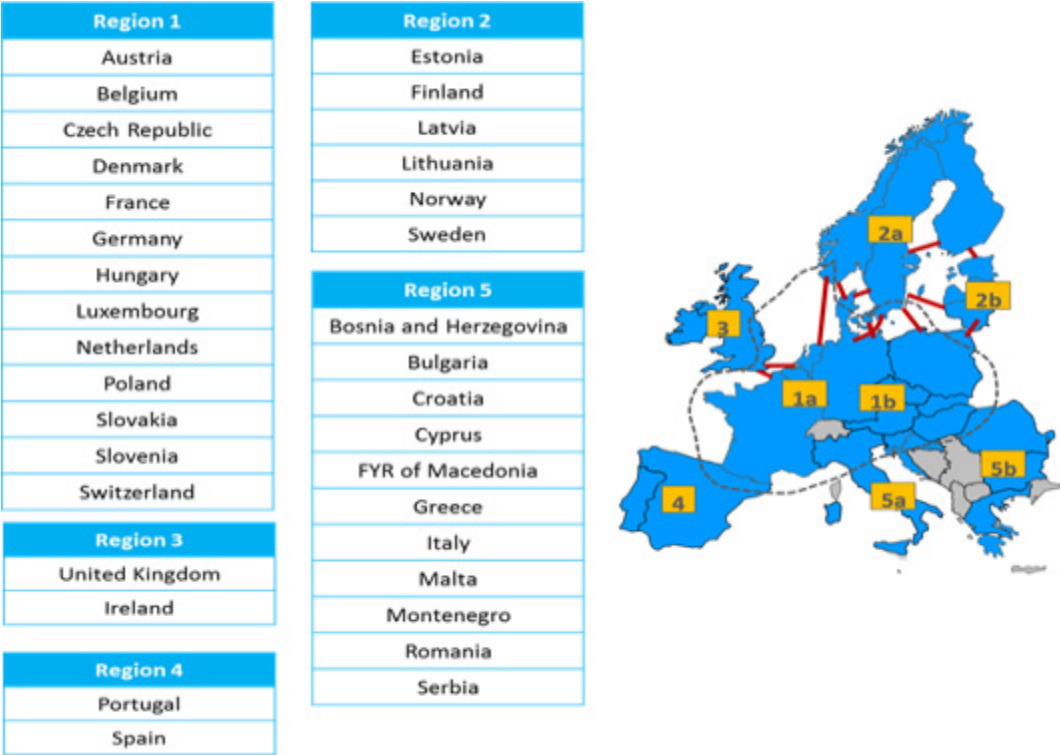 Region 1
Austria
Belgium
Czech Republic
Denmark
France
Germany
Hungary
Luxembourg
Netherlands
Poland
Slovakia
Slovenia
Switzerland
Region 3
United Kingdom
Ireland
Region 4
Portugal
Spain
Region 2
Estonia
Finland
Latvia
Lithuania
Norway
Sweden
Region 5
Bosnia and Herzegovina
Bulgaria
Croatia
Cyprus
FYR of Macedonia
Greece
Italy
Malta
Montenegro
Romania
Serbia
2a
2b
3
1a
1b
5b
4
5a